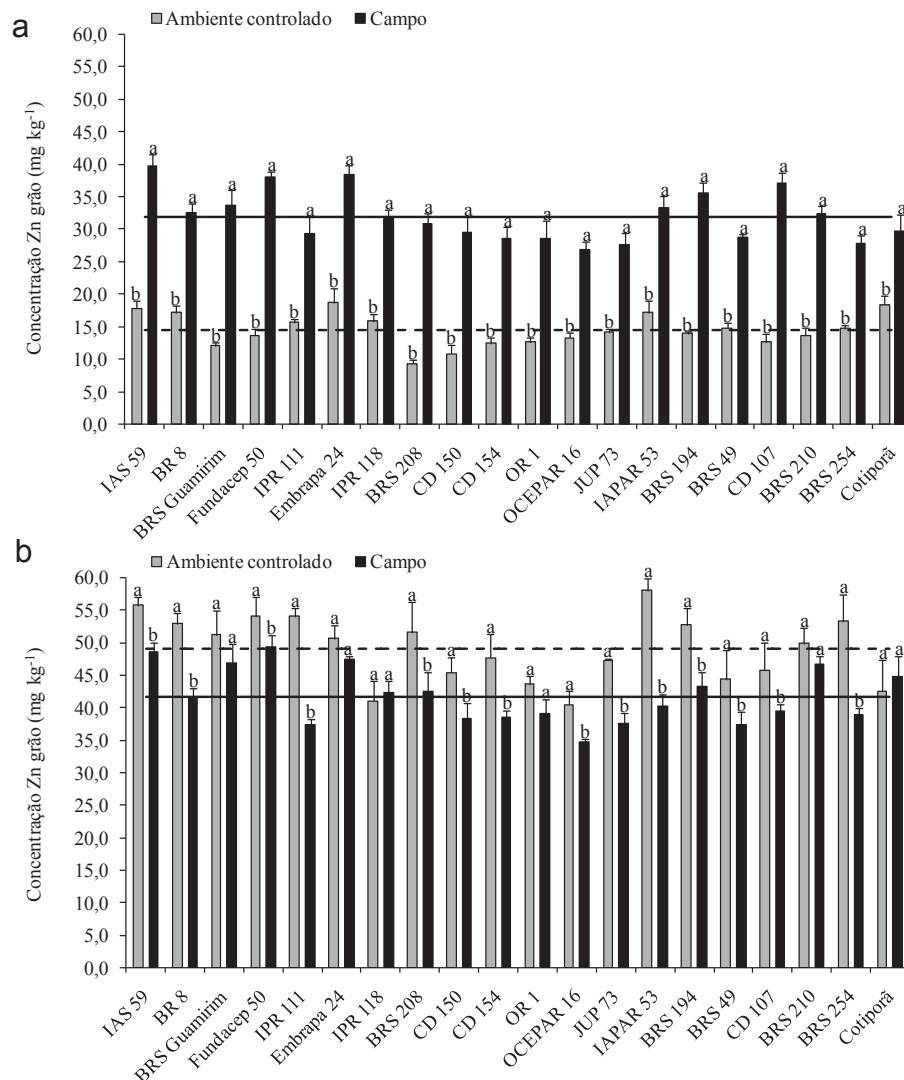 a
Ambiente controlado Campo
Concentração Zn grão (mg kg-1)
60,0
55,0
50,0
45,0
40,0
35,0
30,0
25,0
20,0
15,0
10,0
5,0
0,0
b a b a b a b a b a b a b a b a b a b a b a b a b a b a b a b a b a b a b a b a
IAS 59
BR 8
BRS Guamirim
Fundacep 50
IPR 111
Embrapa 24
IPR 118
BRS 208
CD 150
CD 154
OR 1
OCEPAR 16
JUP 73
IAPAR 53
BRS 194
BRS 49
CD 107
BRS 210
BRS 254
Cotiporã
b
Ambiente controlado Campo
Concentração Zn grão (mg kg-1)
60,0
55,0
50,0
45,0
40,0
35,0
30,0
25,0
20,0
15,0
10,0
5,0
0,0
a b a b a a a b a b a a a a a b a b a b a a a b a b a b a b a b a b a a a b a a
IAS 59
BR 8
BRS Guamirim
Fundacep 50
IPR 111
Embrapa 24
IPR 118
BRS 208
CD 150
CD 154
OR 1
OCEPAR 16
JUP 73
IAPAR 53
BRS 194
BRS 49
CD 107
BRS 210
BRS 254
Cotiporã